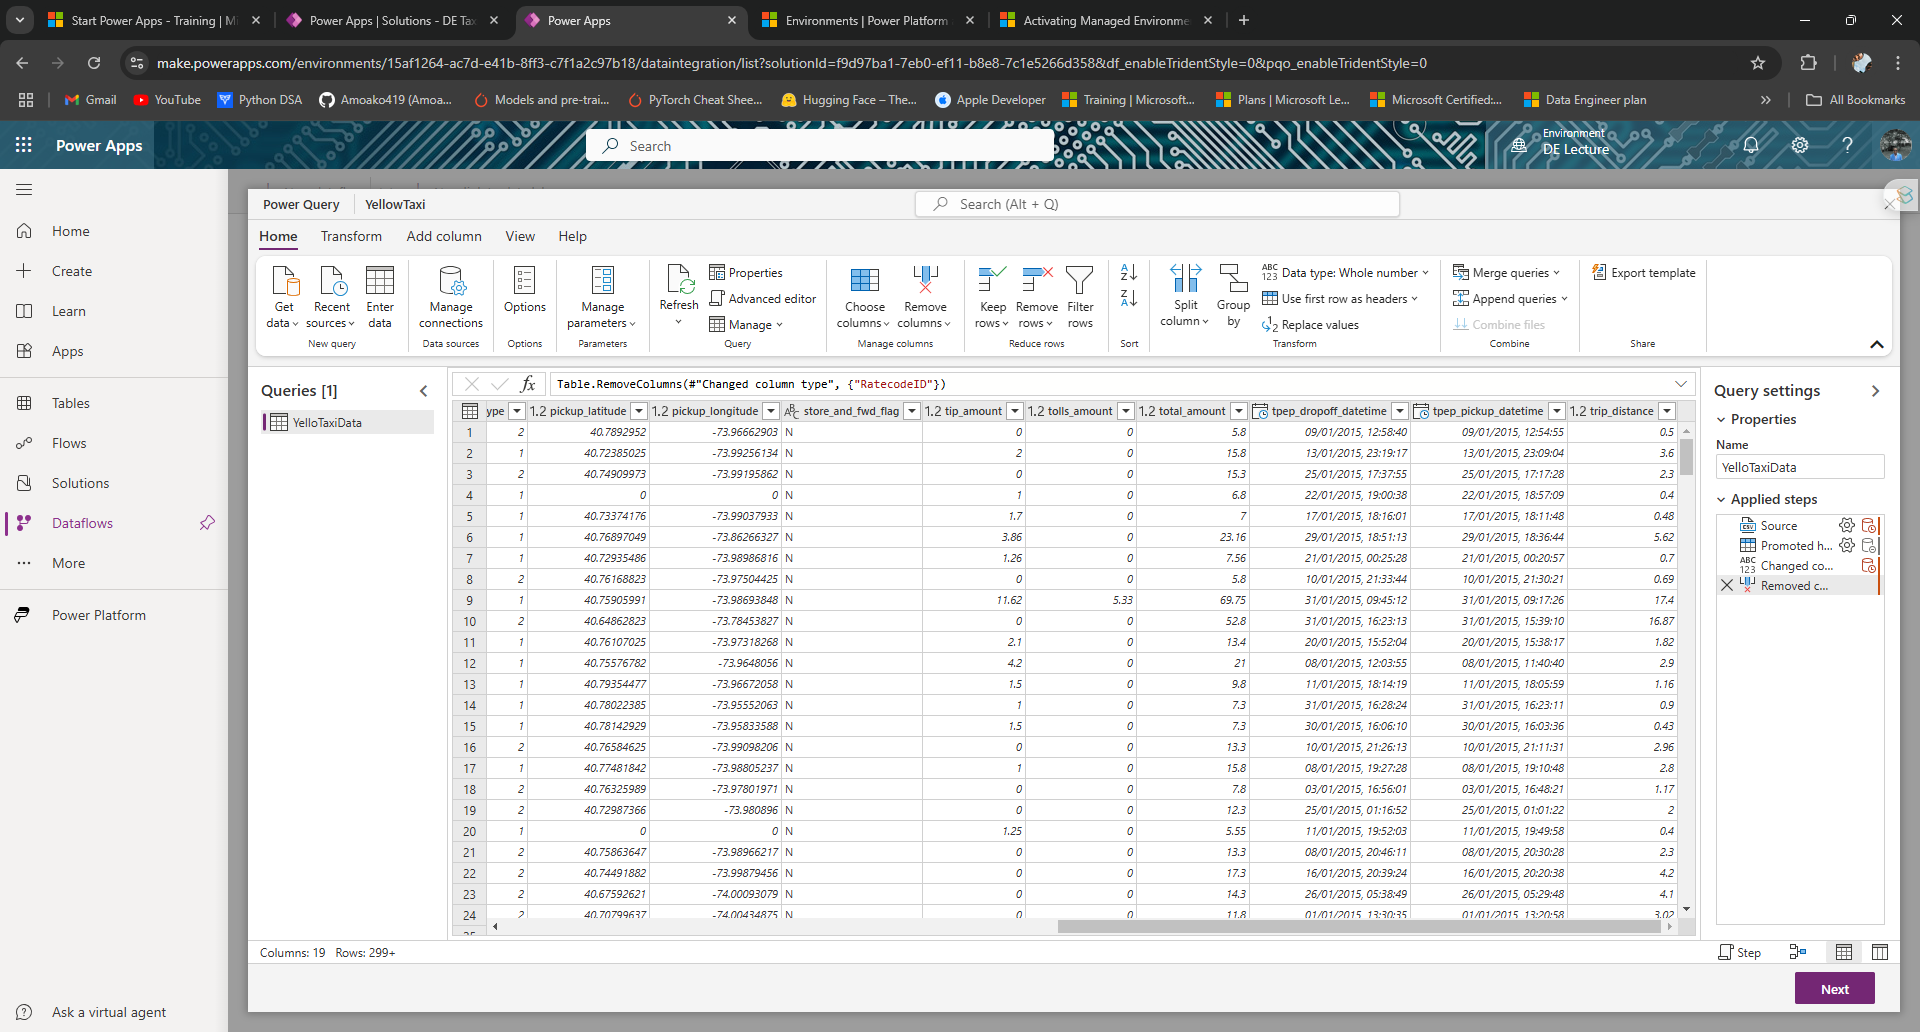 Start Power Apps - Training | M
Power Apps | Solutions - DE Tax
Power Apps
Environments | Power Platform
Activating Managed Environme
make.powerapps.com/environments/15af1264-ac7d-e41b-8ff3-c7f1a2c97b18/dataintegration/list?solutionId=f9d97ba1-7eb0-ef11-b8e8-7c1e5266d358&df_enableTridentStyle=0&pqo_enableTridentStyle=0
Gmail YouTube Python DSA Amoako419 (Amoa... Models and pre-trai... PyTorch Cheat Shee... Hugging Face – The... Apple Developer Training | Microsoft... Plans | Microsoft Le... Microsoft Certified:... Data Engineer plan » All Bookmarks
Power Apps
Search
Environment
DE Lecture
Home
Create
Learn
Apps
Tables
Flows
Solutions
Dataflows
More
Power Platform
Ask a virtual agent
Power Query YellowTaxi
Search (Alt + Q)
Home Transform Add column View Help
Get data
Recent sources
Enter data
New query
Manage connections
Data sources
Options
Options
Manage parameters
Parameters
Refresh
Properties
Advanced editor
Manage
Query
Choose columns
Remove columns
Manage columns
Keep rows
Remove rows
Filter rows
Reduce rows
Sort
Split column
Group by
Data type: Whole number
Use first row as headers
Replace values
Transform
Merge queries
Append queries
Combine files
Combine
Export template
Share
Queries [1]
YelloTaxiData
fx Table.RemoveColumns(#"Changed column type", {"RatecodeID"})
ype 1.2 pickup_latitude 1.2 pickup_longitude store_and_fwd_flag 1.2 tip_amount 1.2 tolls_amount 1.2 total_amount tpep_dropoff_datetime tpep_pickup_datetime 1.2 trip_distance
1 2 40.7892952 -73.96662903 N 0 0 5.8 09/01/2015, 12:58:40 09/01/2015, 12:54:55 0.5
2 1 40.72385025 -73.99256134 N 2 0 15.8 13/01/2015, 23:19:17 13/01/2015, 23:09:04 3.6
3 2 40.74909973 -73.99195862 N 0 0 15.3 25/01/2015, 17:37:55 25/01/2015, 17:17:28 2.3
4 1 0 0 N 1 0 6.8 22/01/2015, 19:00:38 22/01/2015, 18:57:09 0.4
5 1 40.73374176 -73.99037933 N 1.7 0 7 17/01/2015, 18:16:01 17/01/2015, 18:11:48 0.48
6 1 40.76897049 -73.86266327 N 3.86 0 23.16 29/01/2015, 18:51:13 29/01/2015, 18:36:44 5.62
7 1 40.72935486 -73.98986816 N 1.26 0 7.56 21/01/2015, 00:25:28 21/01/2015, 00:20:57 0.7
8 2 40.76168823 -73.97504425 N 0 0 5.8 10/01/2015, 21:33:44 10/01/2015, 21:30:21 0.69
9 1 40.75905991 -73.98693848 N 11.62 5.33 69.75 31/01/2015, 09:45:12 31/01/2015, 09:17:26 17.4
10 2 40.64862823 -73.78453827 N 0 0 52.8 31/01/2015, 16:23:13 31/01/2015, 15:39:10 16.87
11 1 40.76107025 -73.97318268 N 2.1 0 13.4 20/01/2015, 15:52:04 20/01/2015, 15:38:17 1.82
12 1 40.75576782 -73.9648056 N 4.2 0 21 08/01/2015, 12:03:55 08/01/2015, 11:40:40 2.9
13 1 40.79354477 -73.96672058 N 1.5 0 9.8 11/01/2015, 18:14:19 11/01/2015, 18:05:59 1.16
14 1 40.78022385 -73.95552063 N 1 0 7.3 31/01/2015, 16:28:24 31/01/2015, 16:23:11 0.9
15 1 40.78142929 -73.95833588 N 1.5 0 7.3 30/01/2015, 16:06:10 30/01/2015, 16:03:36 0.43
16 2 40.76584625 -73.99098206 N 0 0 13.3 10/01/2015, 21:26:13 10/01/2015, 21:11:31 2.96
17 1 40.77481842 -73.98805237 N 1 0 15.8 08/01/2015, 19:27:28 08/01/2015, 19:10:48 2.8
18 2 40.76325989 -73.97801971 N 0 0 7.8 03/01/2015, 16:56:01 03/01/2015, 16:48:21 1.17
19 2 40.72987366 -73.980896 N 0 0 12.3 25/01/2015, 01:16:52 25/01/2015, 01:01:22 2
20 1 0 0 N 1.25 0 5.55 11/01/2015, 19:52:03 11/01/2015, 19:49:58 0.4
21 2 40.75863647 -73.98966217 N 0 0 13.3 08/01/2015, 20:46:11 08/01/2015, 20:30:28 2.3
22 2 40.74491882 -73.99879456 N 0 0 17.3 16/01/2015, 20:39:24 16/01/2015, 20:20:38 4.2
23 2 40.67592621 -74.00093079 N 0 0 14.3 26/01/2015, 05:38:49 26/01/2015, 05:29:48 4.1
24 2 40.70799637 -74.00434875 N 0 0 11.8 01/01/2015, 13:30:35 01/01/2015, 13:20:58 3.02
25
Columns: 19 Rows: 299+
Query settings
Properties
Name
YelloTaxiData
Applied steps
Source
Promoted h...
ABC 123 Changed co...
Removed c...
Step
Next